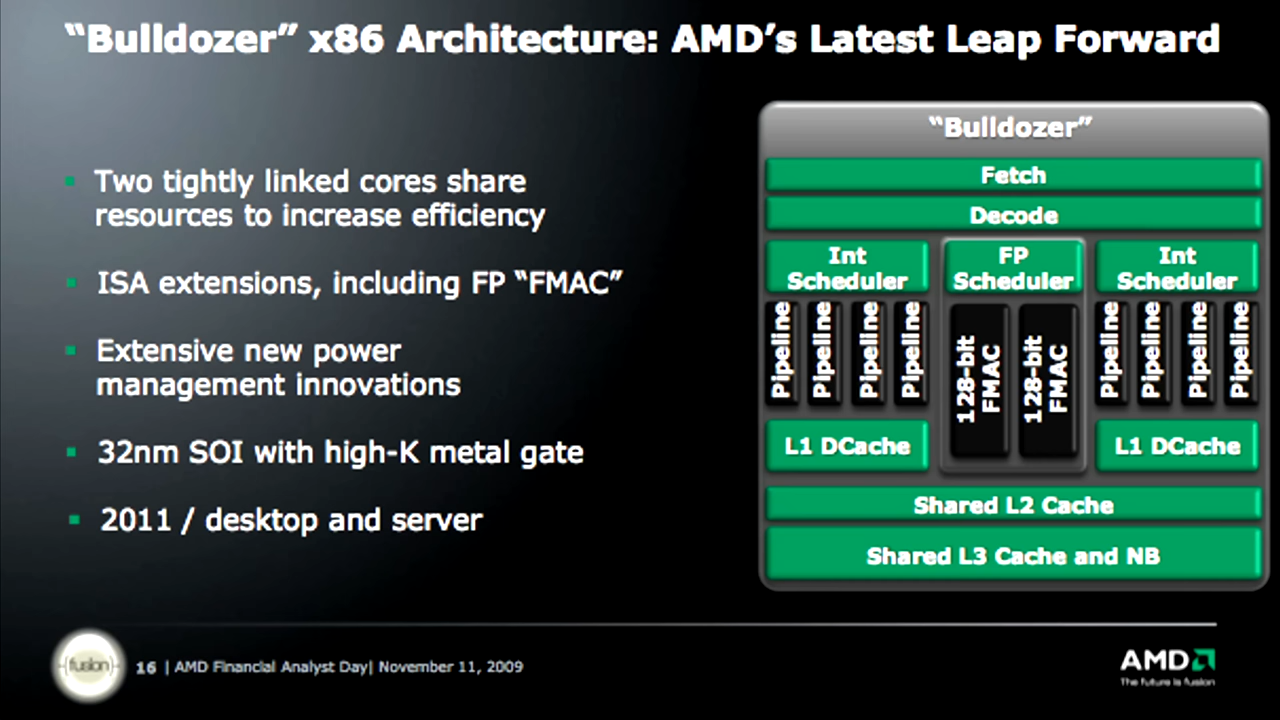 “Bulldozer” x86 Architecture: AMD’s Latest Leap Forward
Two tightly linked cores share
resources to increase efficiency
ISA extensions, including FP “FMAC”
Extensive new power
management innovations
32nm SOI with high-K metal gate
2011 / desktop and server
“Bulldozer”
Fetch
Decode
Int
Scheduler
FP
Scheduler
Int
Scheduler
Pipeline
Pipeline
Pipeline
Pipeline
128-bit
FMAC
128-bit
FMAC
Pipeline
Pipeline
Pipeline
Pipeline
L1 DCache
L1 DCache
Shared L2 Cache
Shared L3 Cache and NB
fusion
16 | AMD Financial Analyst Day| November 11, 2009
AMD
The future is fusion